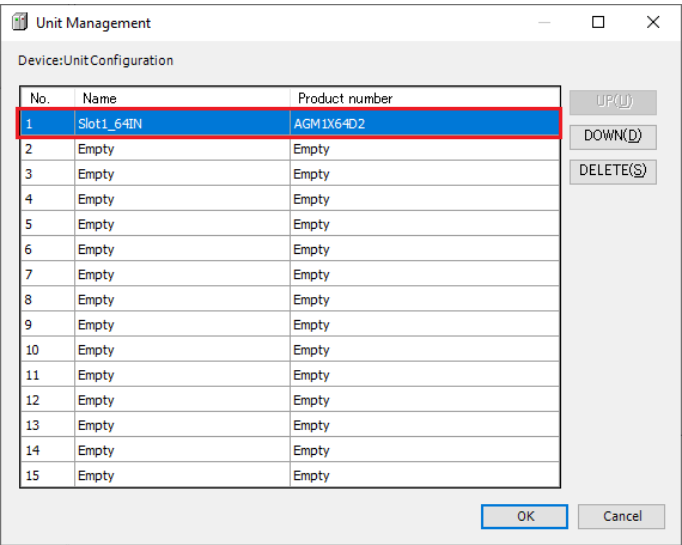 Unit Management
Device:UnitConfiguration
No. Name Product number
1 Slot1_64IN AGM1X64D2
2 Empty Empty
3 Empty Empty
4 Empty Empty
5 Empty Empty
6 Empty Empty
7 Empty Empty
8 Empty Empty
9 Empty Empty
10 Empty Empty
11 Empty Empty
12 Empty Empty
13 Empty Empty
14 Empty Empty
15 Empty Empty
UP(U)
DOWN(D)
DELETE(S)
OK Cancel